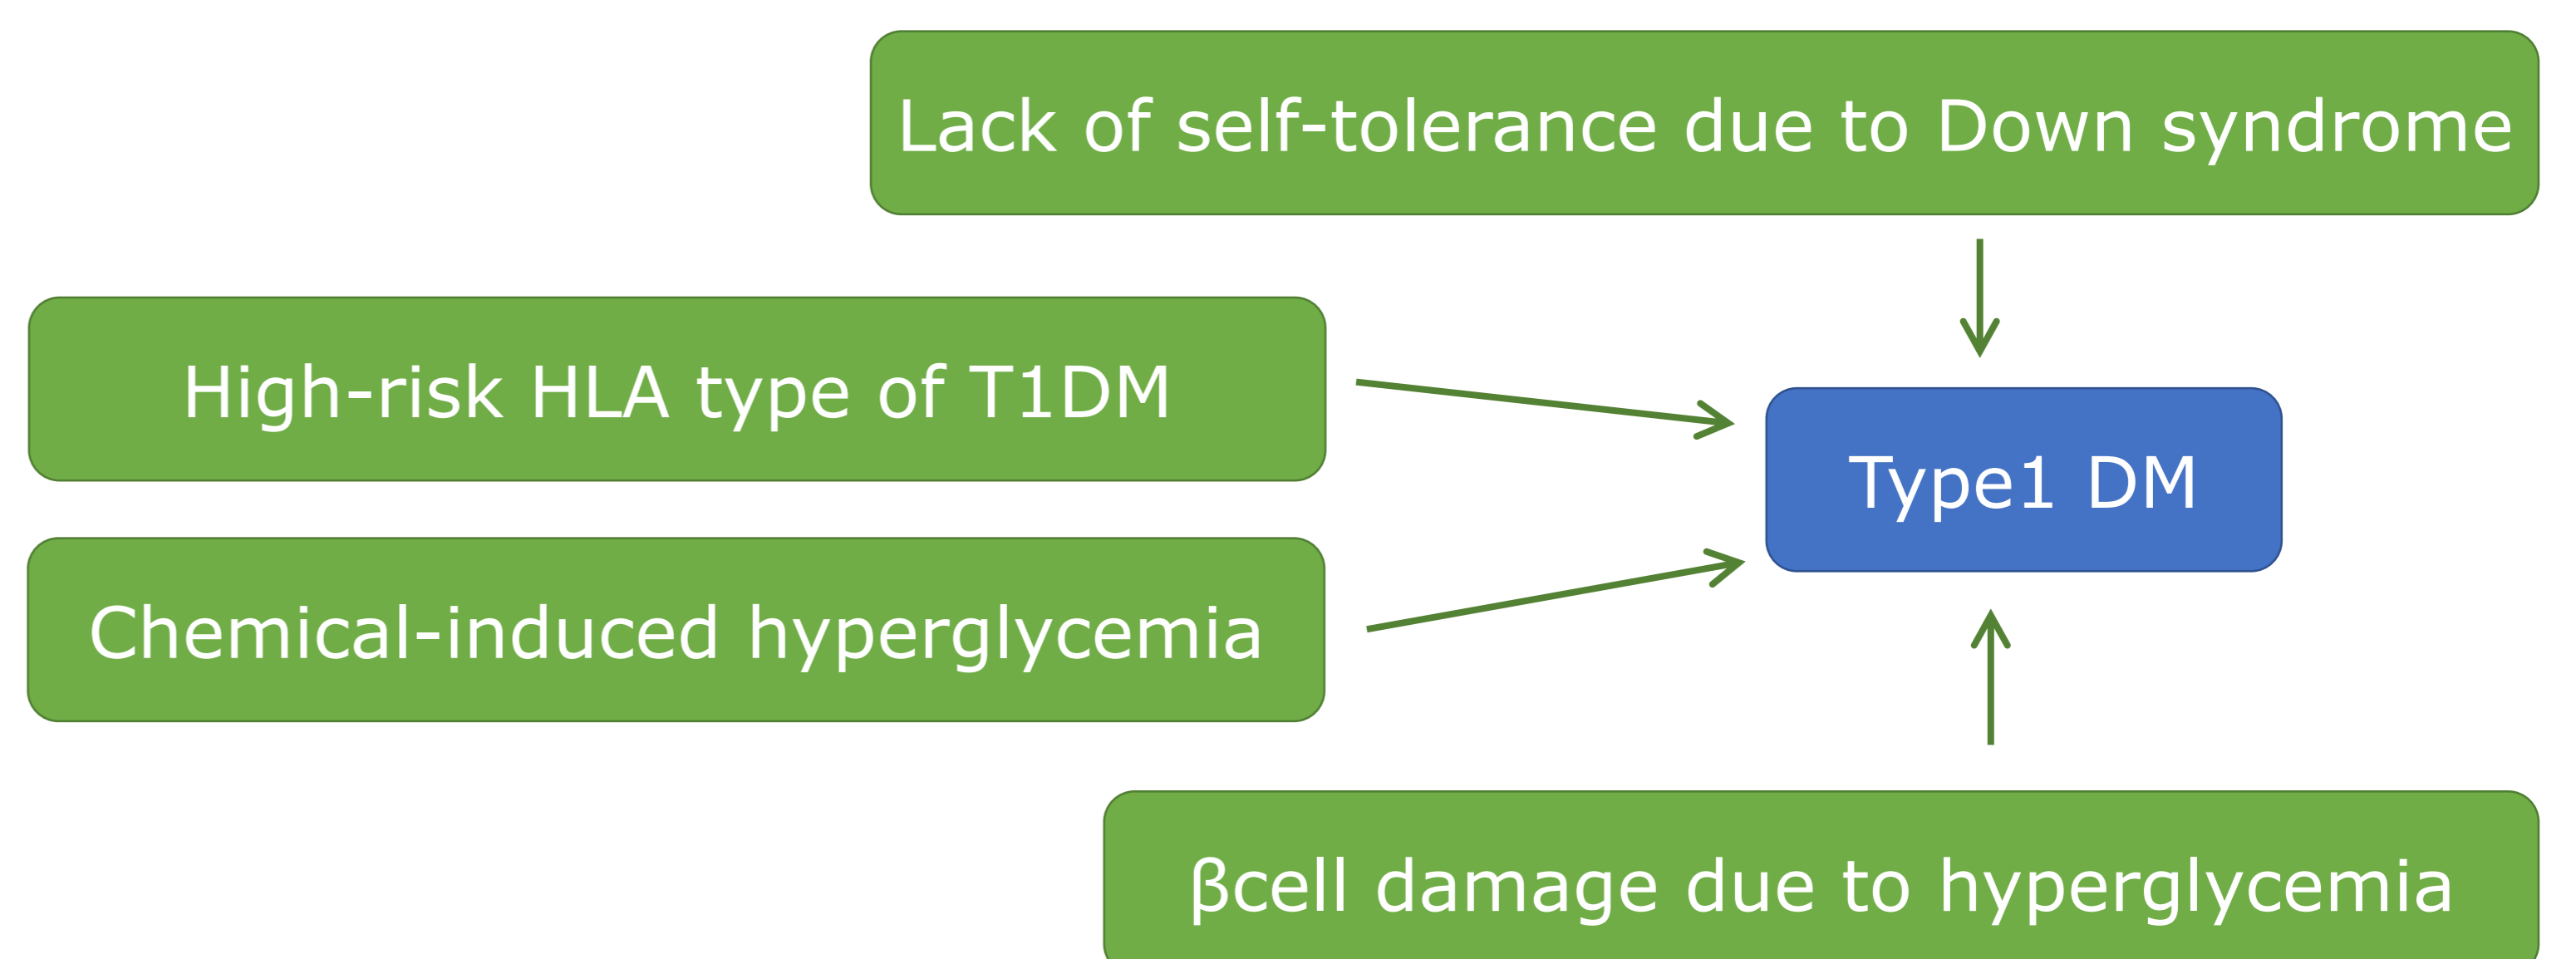 Lack of self-tolerance due to Down syndrome
High-risk HLA type of T1DM
Type1 DM
Chemical-induced hyperglycemia
βcell damage due to hyperglycemia